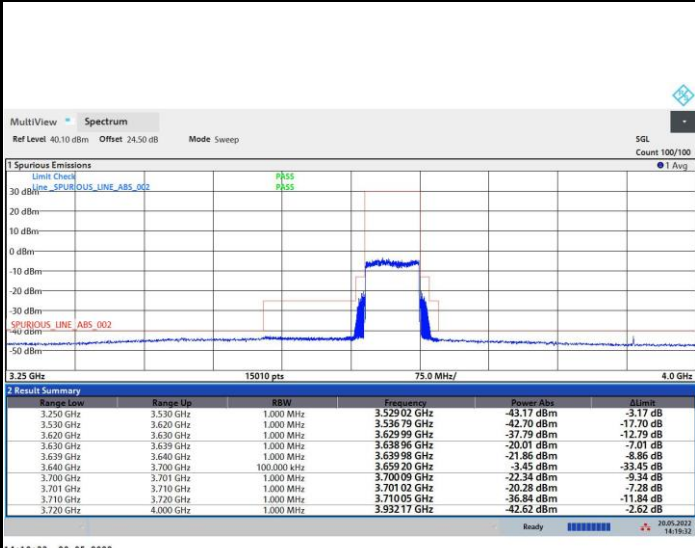 MultiView Spectrum
Ref Level 40.10 dBm Offset 24.50 dB Mode Sweep SGL
Count 100/100
1 Spurious Emissions 1 Avg
Limit Check PASS
Line _SPURIOUS_LINE_ABS_002 PASS
30 dBm
20 dBm
10 dBm
0 dBm
-10 dBm
-20 dBm
-30 dBm
SPURIOUS_LINE_ABS_002
-40 dBm
-50 dBm
3.25 GHz 15010 pts 75.0 MHz/ 4.0 GHz
2 Result Summary
Range Low Range Up RBW Frequency Power Abs ΔLimit
3.250 GHz 3.530 GHz 1.000 MHz 3.529 02 GHz -43.17 dBm -3.17 dB
3.530 GHz 3.620 GHz 1.000 MHz 3.536 79 GHz -42.70 dBm -17.70 dB
3.620 GHz 3.630 GHz 1.000 MHz 3.629 99 GHz -37.79 dBm -12.79 dB
3.630 GHz 3.639 GHz 1.000 MHz 3.638 96 GHz -20.01 dBm -7.01 dB
3.639 GHz 3.640 GHz 1.000 MHz 3.639 98 GHz -21.86 dBm -8.86 dB
3.640 GHz 3.700 GHz 100.000 kHz 3.659 20 GHz -3.45 dBm -33.45 dB
3.700 GHz 3.701 GHz 1.000 MHz 3.700 09 GHz -22.34 dBm -9.34 dB
3.701 GHz 3.710 GHz 1.000 MHz 3.701 02 GHz -20.28 dBm -7.28 dB
3.710 GHz 3.720 GHz 1.000 MHz 3.710 05 GHz -36.84 dBm -11.84 dB
3.720 GHz 4.000 GHz 1.000 MHz 3.932 17 GHz -42.62 dBm -2.62 dB
Ready 20.05.2022
14:19:32